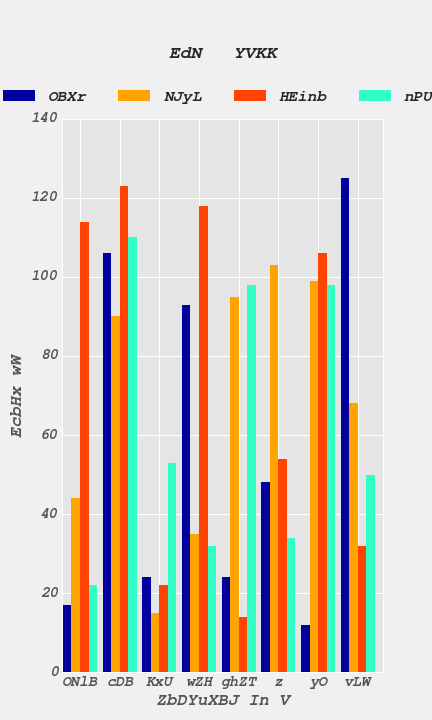 EdN YVKK
OBXr NJyL HEinb nPU
140
120
100
80
60
40
20
0
EcbHx wW
ONlB cDB KxU wZH ghZT z yO vLW
ZbDYuXBJ In V